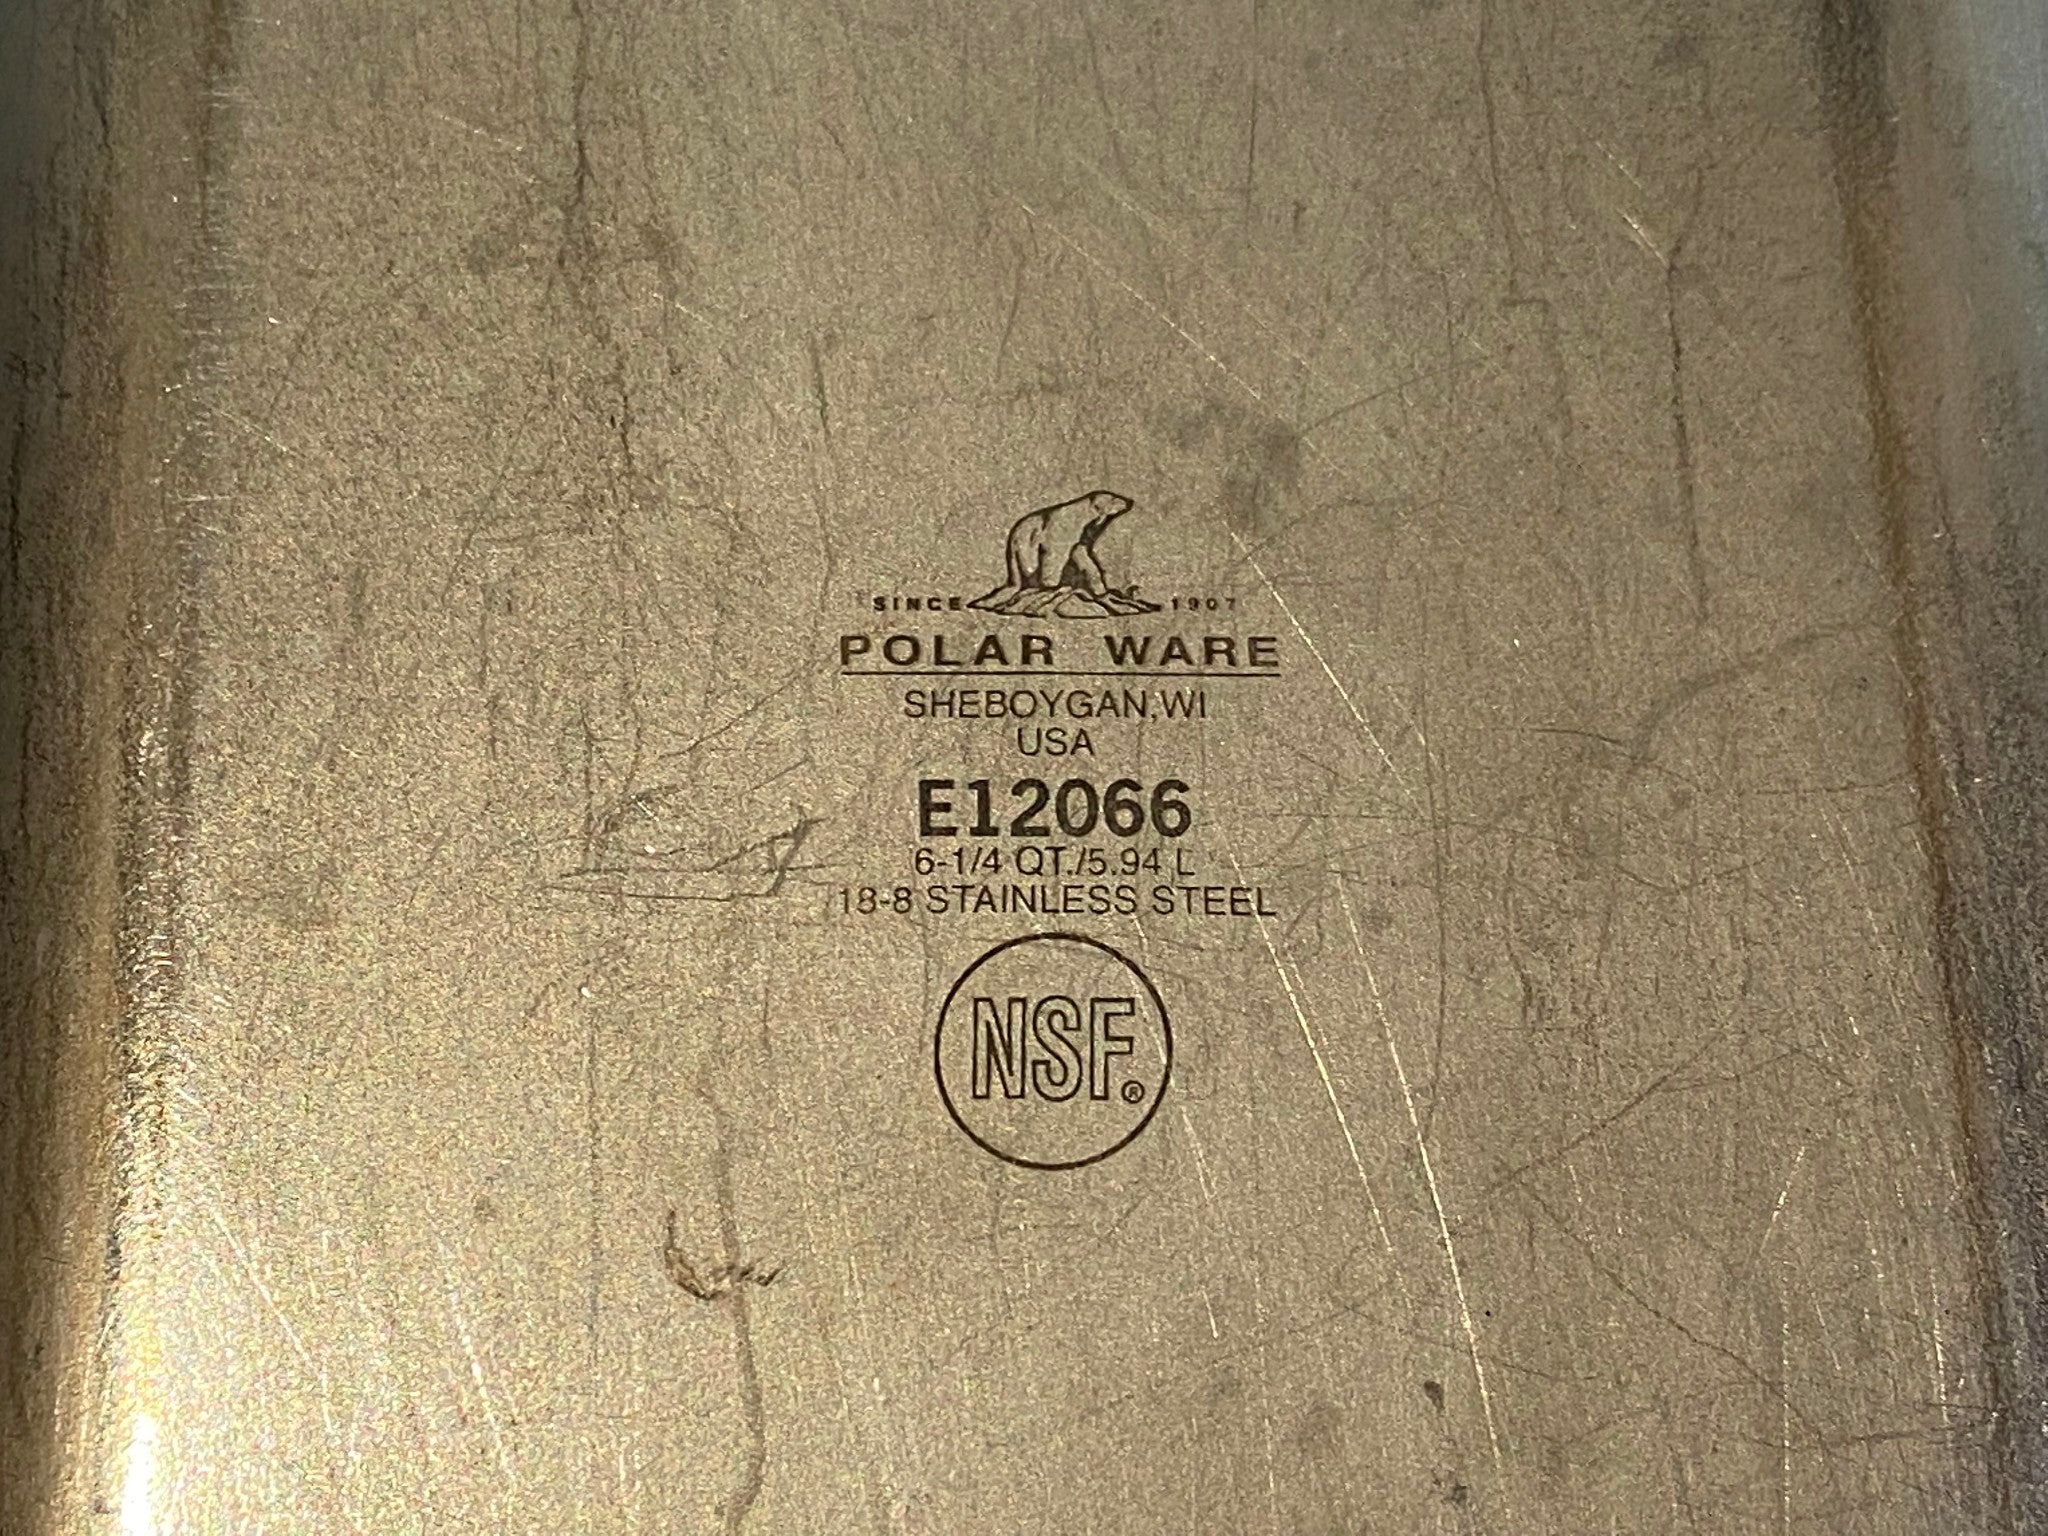 SINCE 1907
POLAR WARE
SHEBOYGAN, WI
USA
E12066
6-1/4 QT./5.94 L
18-8 STAINLESS STEEL
NSF®